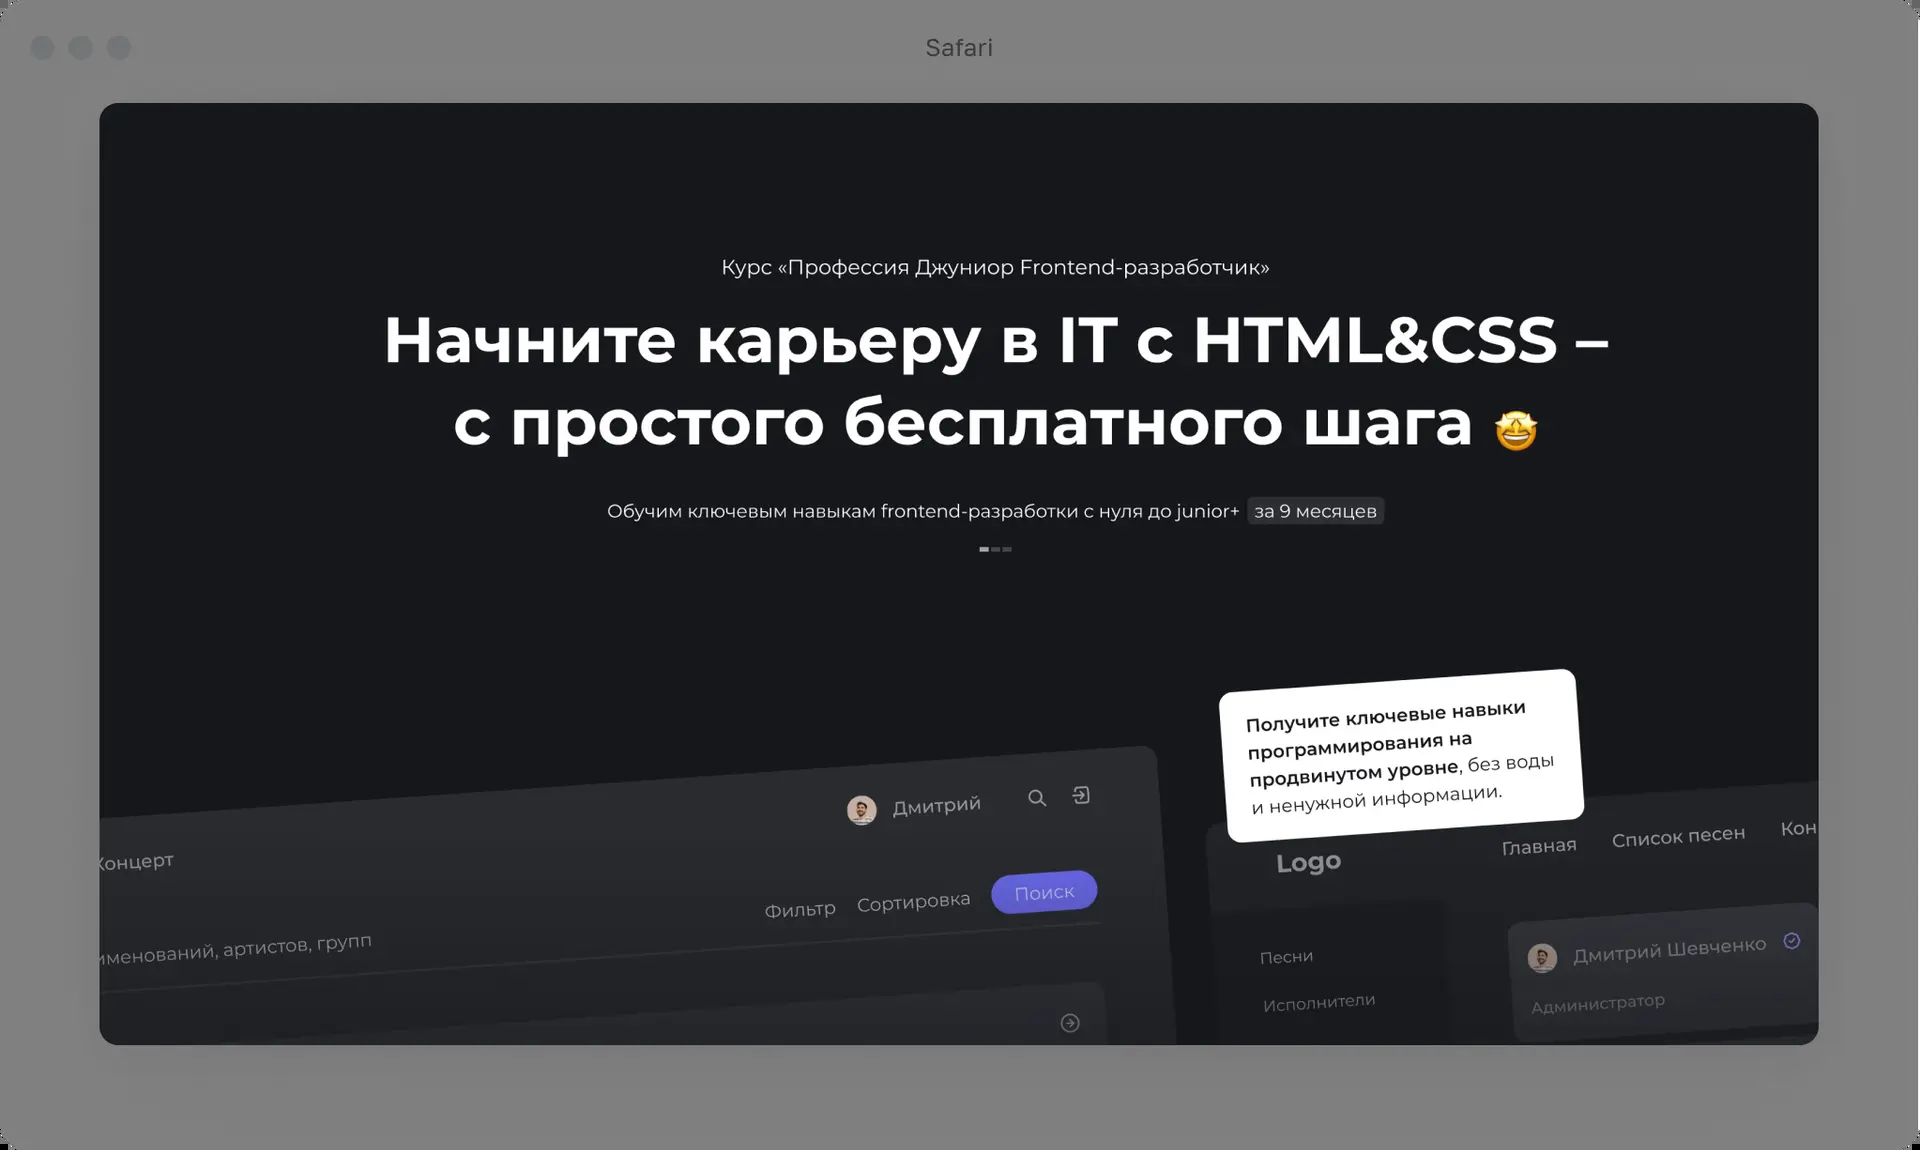 Safari
Курс «Профессия Джуниор Frontend-разработчик»
Начните карьеру в IT с HTML&CSS –
с простого бесплатного шага
Обучим ключевым навыкам frontend-разработки с нуля до junior+ за 9 месяцев
Получите ключевые навыки
программирования на
продвинутом уровне, без воды
и ненужной информации.
Дмитрий
Концерт
Фильтр Сортировка Поиск
именований, артистов, групп
Logo
Главная Список песен Кон
Песни
Исполнители
Дмитрий Шевченко
Администратор